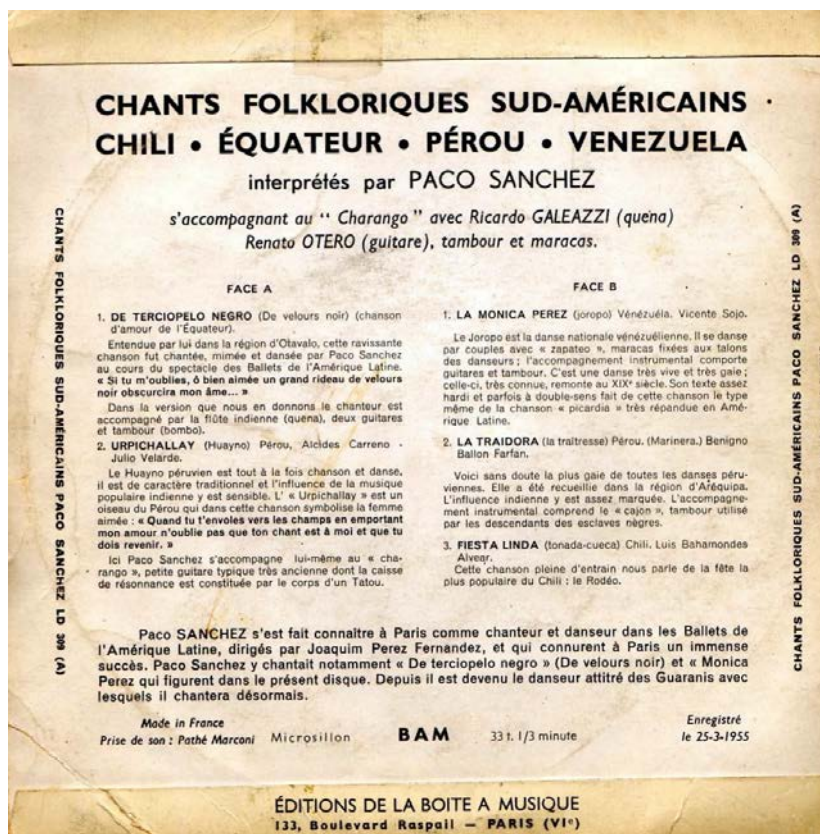 CHANTS FOLKLORIQUES SUD-AMÉRICAINS
CHILI • ÉQUATEUR • PÉROU • VENEZUELA
interprétés par PACO SANCHEZ
s'accompagnant au “ Charango ” avec Ricardo GALEAZZI (quena)
Renato OTERO (guitare), tambour et maracas.
CHANTS FOLKLORIQUES SUD-AMÉRICAINS PACO SANCHEZ LD 309 (A)
FACE A
1. DE TERCIOPELO NEGRO (De velours noir) (chanson
d'amour de l'Équateur).
Entendue par lui dans la région d'Otavalo, cette ravissante
chanson fut chantée, mimée et dansée par Paco Sanchez
au cours du spectacle des Ballets de l'Amérique Latine.
« Si tu m'oublies, ô bien aimée un grand rideau de velours
noir obscurcira mon âme... »
Dans la version que nous en donnons le chanteur est
accompagné par la flûte indienne (quena), deux guitares
et tambour (bombo).
2. URPICHALLAY (Huayno) Pérou, Alcides Carreno -
Julio Velarde.
Le Huayno péruvien est tout à la fois chanson et danse,
il est de caractère traditionnel et l'influence de la musique
populaire indienne y est sensible. L' « Urpichallay » est un
oiseau du Pérou qui dans cette chanson symbolise la femme
aimée : « Quand tu t'envoles vers les champs en emportant
mon amour n'oublie pas que ton chant est à moi et que tu
dois revenir. »
Ici Paco Sanchez s'accompagne lui-même au « cha-
rango », petite guitare typique très ancienne dont la caisse
de résonnance est constituée par le corps d'un Tatou.
FACE B
1. LA MONICA PEREZ (joropo) Vénézuéla. Vicente Sojo.
Le Joropo est la danse nationale vénézuélienne. Il se danse
par couples avec « zapateo », maracas fixées aux talons
des danseurs ; l'accompagnement instrumental comporte
guitares et tambour. C'est une danse très vive et très gaie ;
celle-ci, très connue, remonte au XIXe siècle. Son texte assez
hardi et parfois à double-sens fait de cette chanson le type
même de la chanson « picardia » très répandue en Amé-
rique Latine.
2. LA TRAIDORA (la traîtresse) Pérou. (Marinera.) Benigno
Ballon Farfan.
Voici sans doute la plus gaie de toutes les danses péru-
viennes. Elle a été recueillie dans la région d'Aréquipa.
L'influence indienne y est assez marquée. L'accompagne-
ment instrumental comprend le « cajon », tambour utilisé
par les descendants des esclaves nègres.
3. FIESTA LINDA (tonada-cueca) Chili. Luis Bahamondes
Alvear.
Cette chanson pleine d'entrain nous parle de la fête la
plus populaire du Chili : le Rodéo.
CHANTS FOLKLORIQUES SUD-AMÉRICAINS PACO SANCHEZ LD 309 (A)
Paco SANCHEZ s'est fait connaître à Paris comme chanteur et danseur dans les Ballets de
l'Amérique Latine, dirigés par Joaquim Perez Fernandez, et qui connurent à Paris un immense
succès. Paco Sanchez y chantait notamment « De terciopelo negro » (De velours noir) et « Monica
Perez qui figurent dans le présent disque. Depuis il est devenu le danseur attitré des Guaranis avec
lesquels il chantera désormais.
Made in France
Prise de son : Pathé Marconi Microsillon BAM 33 t. 1/3 minute
Enregistré
le 25-3-1955
ÉDITIONS DE LA BOITE A MUSIQUE
133, Boulevard Raspail — PARIS (VIe)